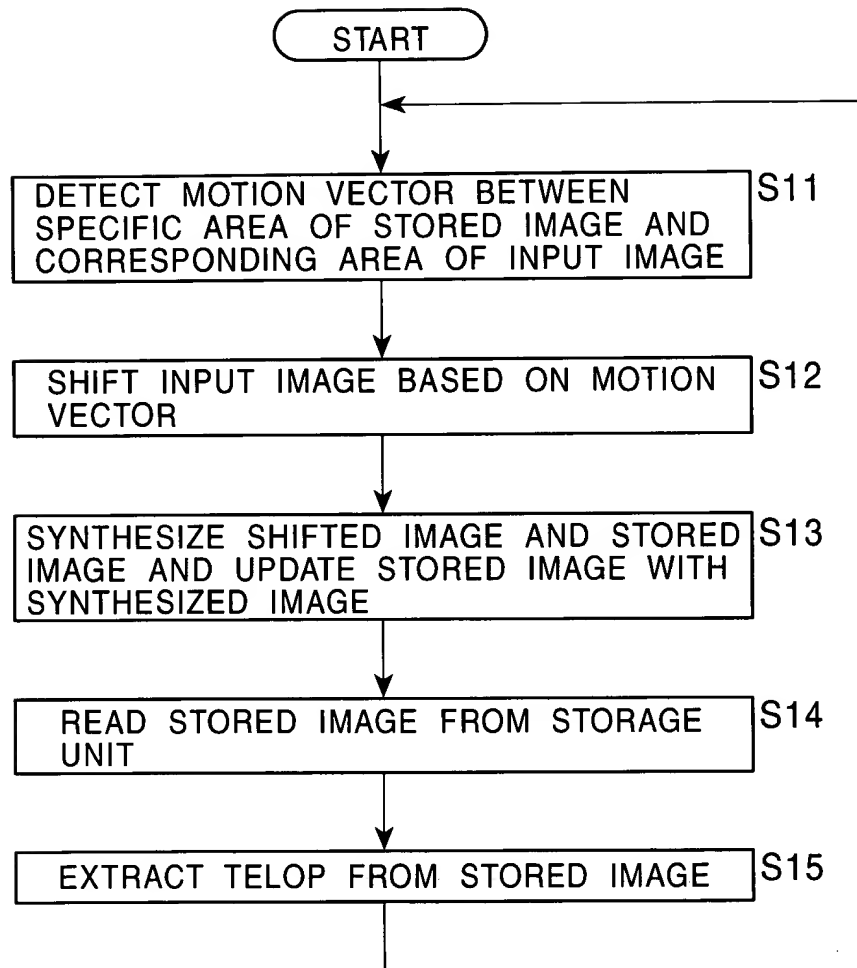 START
DETECT MOTION VECTOR BETWEEN
SPECIFIC AREA OF STORED IMAGE AND
CORRESPONDING AREA OF INPUT IMAGE
S11
SHIFT INPUT IMAGE BASED ON MOTION
VECTOR
S12
SYNTHESIZE SHIFTED IMAGE AND STORED
IMAGE AND UPDATE STORED IMAGE WITH
SYNTHESIZED IMAGE
S13
READ STORED IMAGE FROM STORAGE
UNIT
S14
EXTRACT TELOP FROM STORED IMAGE
S15